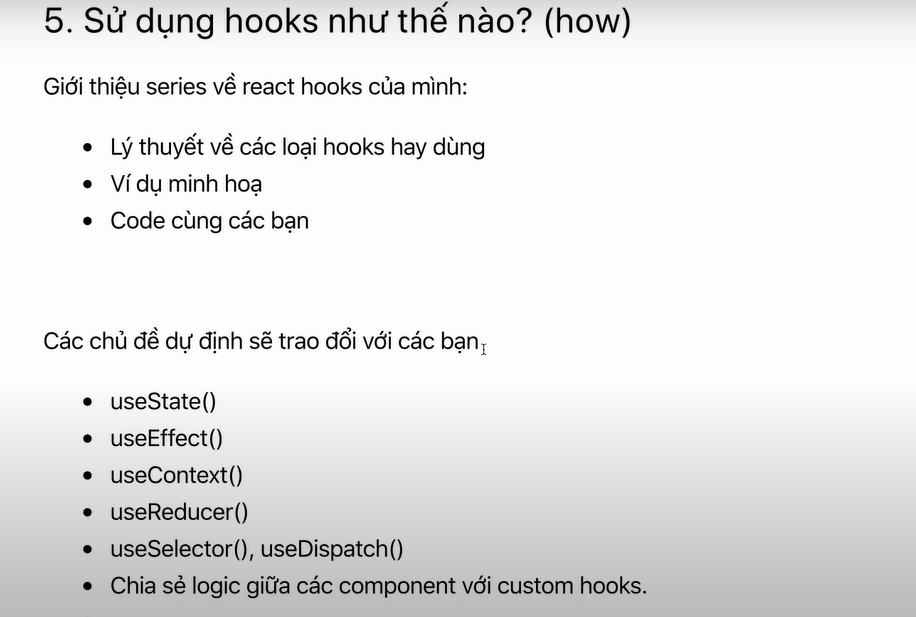 5. Sử dụng hooks như thế nào? (how)
Giới thiệu series về react hooks của mình:
• Lý thuyết về các loại hooks hay dùng
• Ví dụ minh hoạ
• Code cùng các bạn
Các chủ đề dự định sẽ trao đổi với các bạn
• useState()
• useEffect()
• useContext()
• useReducer()
• useSelector(), useDispatch()
• Chia sẻ logic giữa các component với custom hooks.